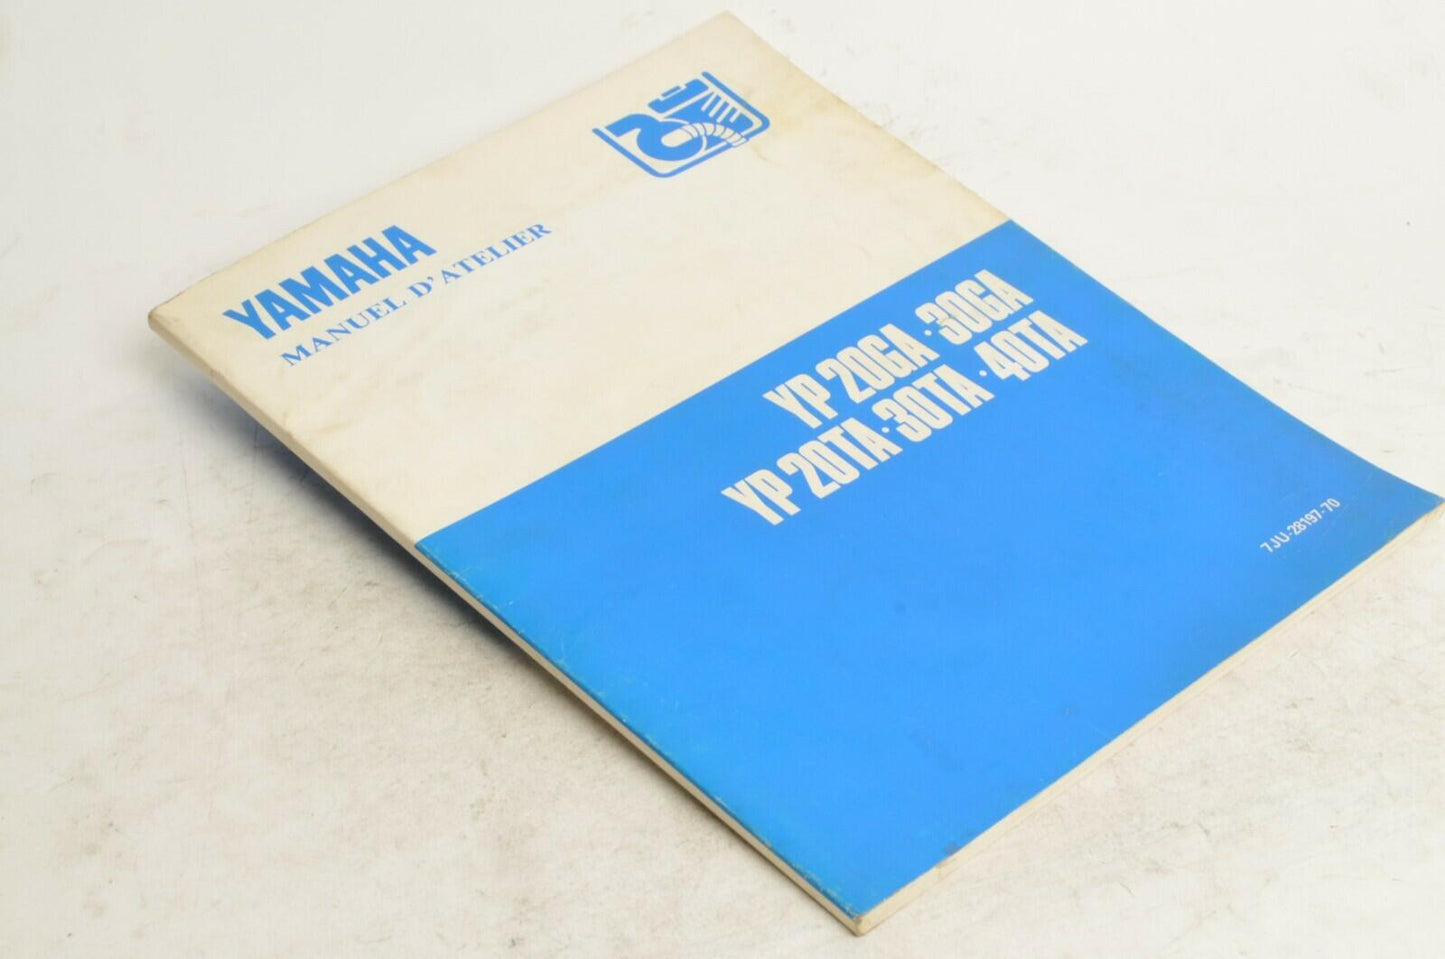 YAMAHA
MANUEL D'ATELIER
YP 20GA·30GA
YP 20TA·30TA·40TA
7JU-28197-70